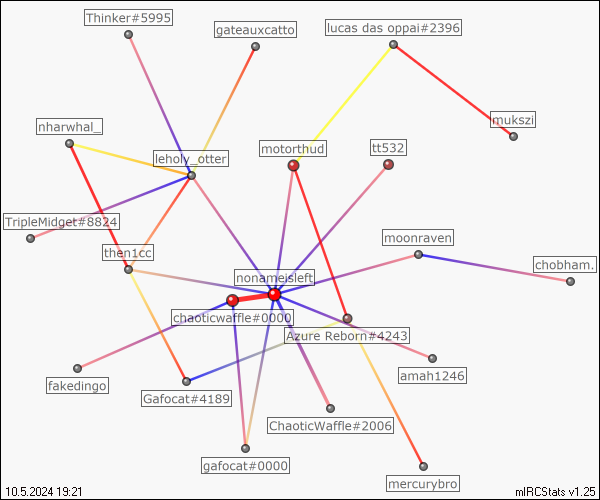 Thinker#5995
gateauxcatto
lucas das oppai#2396
nharwhal_
mukszi
leholy_otter
motorthud
tt532
TripleMidget#8824
moonraven
then1cc
chobham.
nonameisleft
chaoticwaffle#0000
Azure Reborn#4243
fakedingo
amah1246
Gafocat#4189
ChaoticWaffle#2006
gafocat#0000
mercurybro
10.5.2024 19:21
mIRCStats v1.25